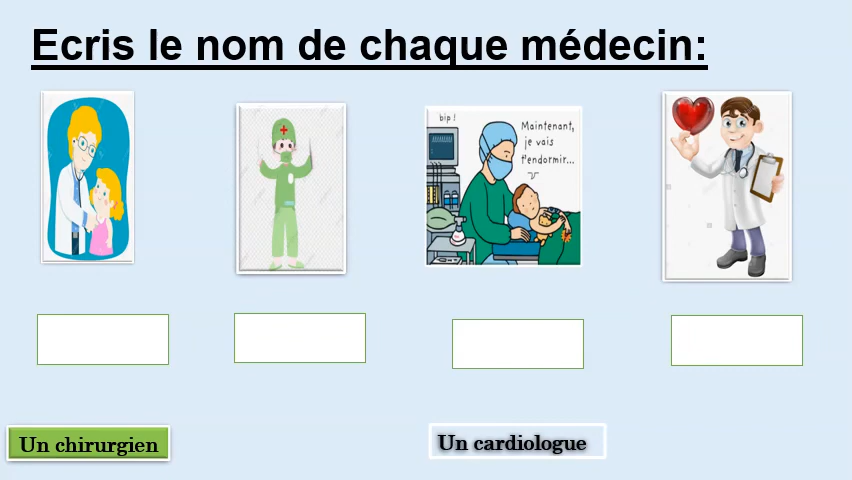 Ecris le nom de chaque médecin:
bip !
Maintenant,
je vais
t'endormir...
Un chirurgien
Un cardiologue